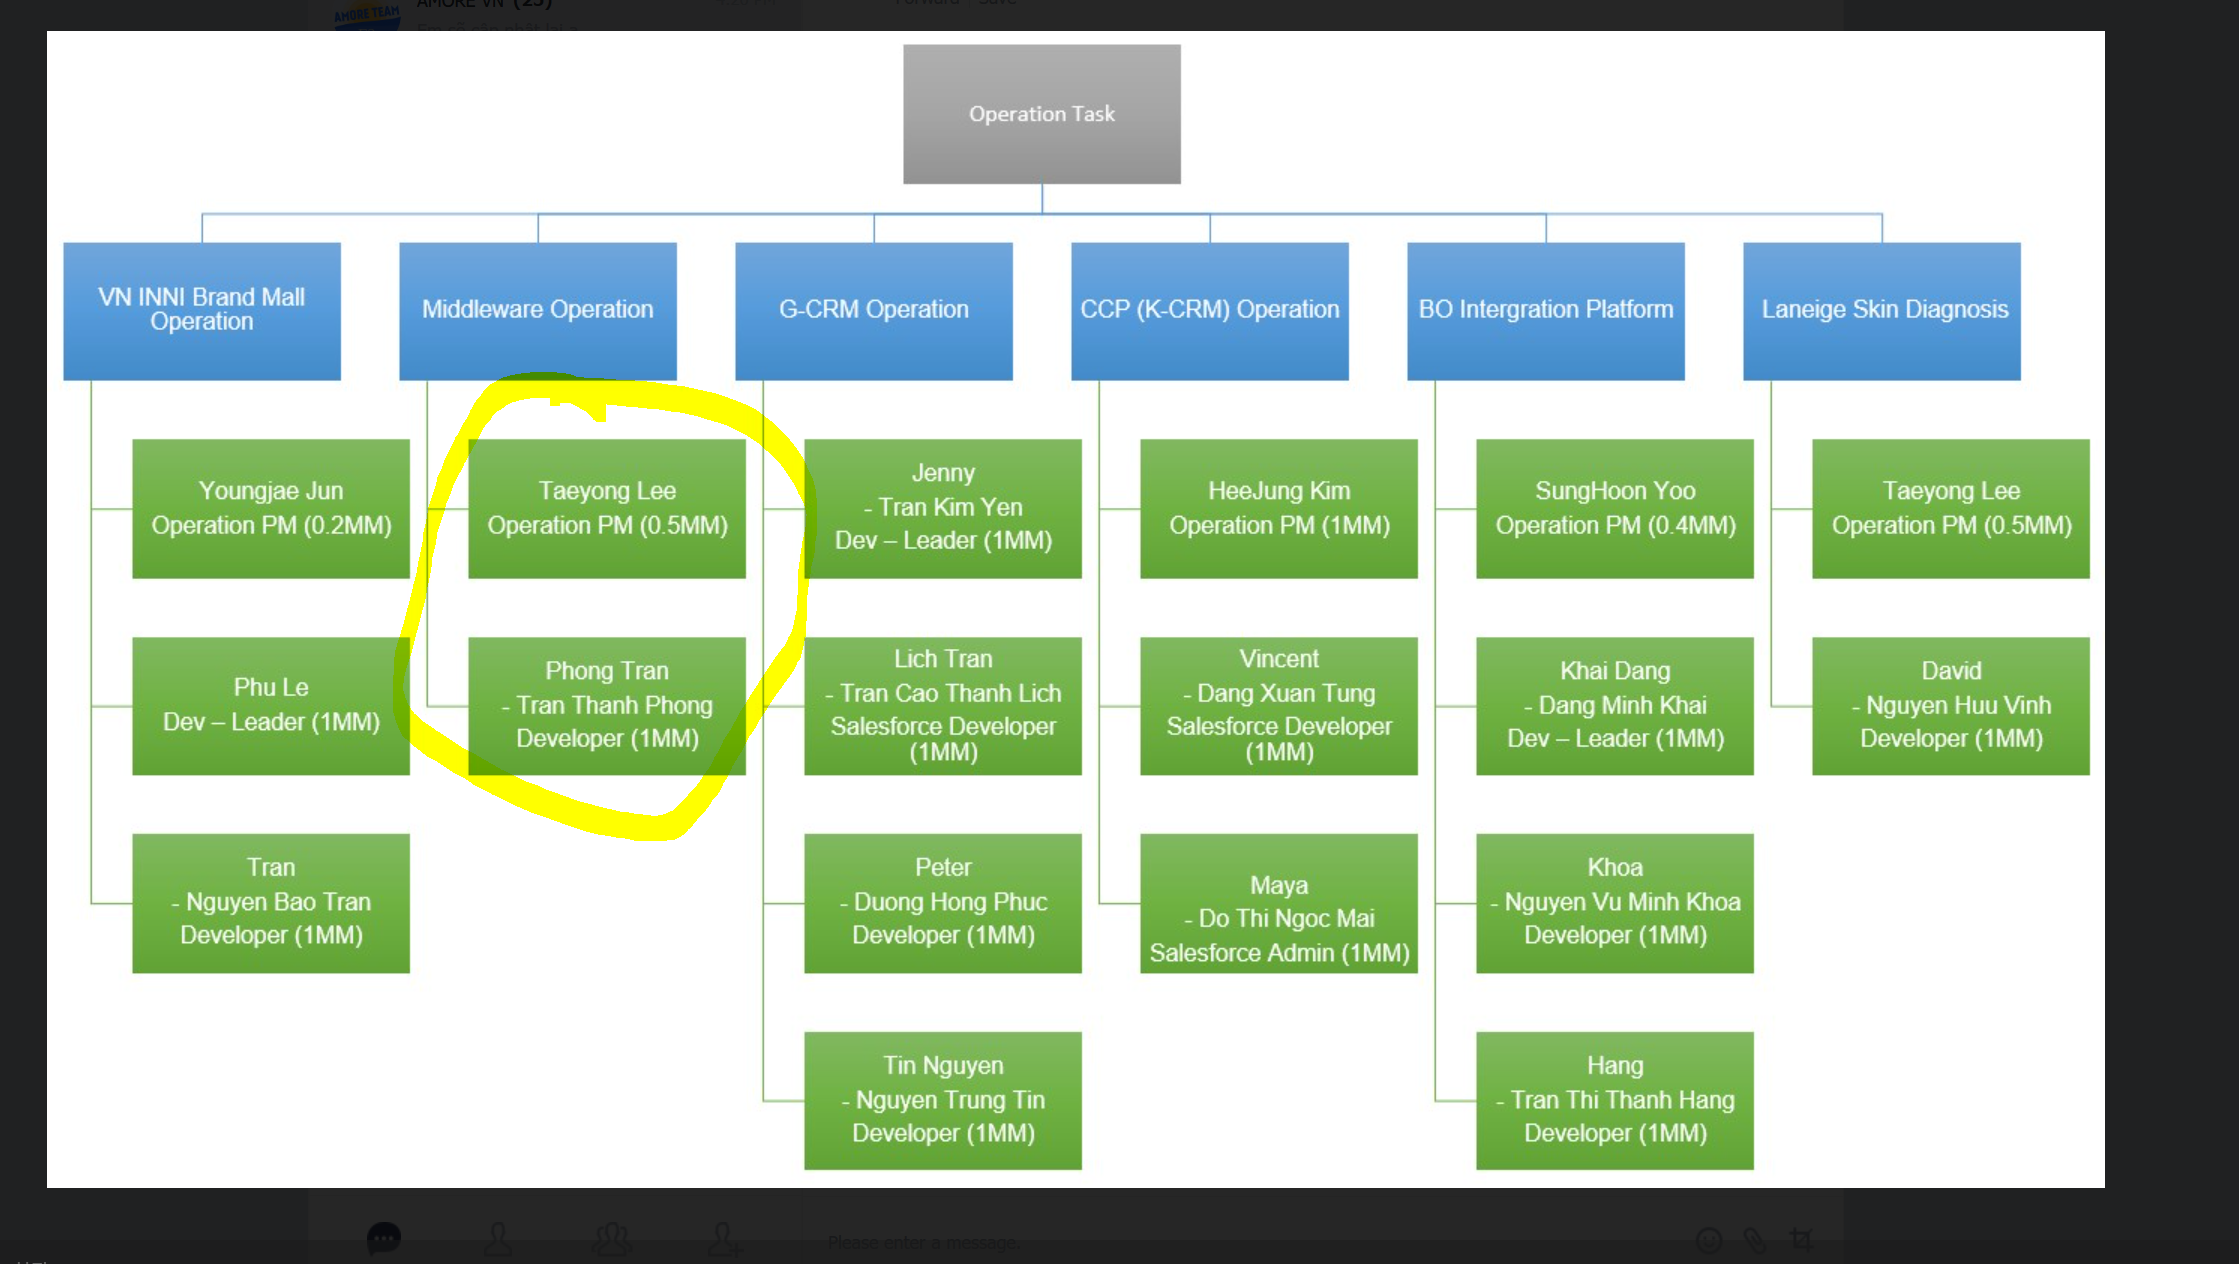 AMORE TEAM
AMORE VN (25)
Forward Save
Operation Task
VN INNI Brand Mall
Operation
Middleware Operation
G-CRM Operation
CCP (K-CRM) Operation
BO Intergration Platform
Laneige Skin Diagnosis
Youngjae Jun
Operation PM (0.2MM)
Phu Le
Dev – Leader (1MM)
Tran
- Nguyen Bao Tran
Developer (1MM)
Taeyong Lee
Operation PM (0.5MM)
Phong Tran
- Tran Thanh Phong
Developer (1MM)
Jenny
- Tran Kim Yen
Dev – Leader (1MM)
Lich Tran
- Tran Cao Thanh Lich
Salesforce Developer
(1MM)
Peter
- Duong Hong Phuc
Developer (1MM)
Tin Nguyen
- Nguyen Trung Tin
Developer (1MM)
HeeJung Kim
Operation PM (1MM)
Vincent
- Dang Xuan Tung
Salesforce Developer
(1MM)
Maya
- Do Thi Ngoc Mai
Salesforce Admin (1MM)
SungHoon Yoo
Operation PM (0.4MM)
Khai Dang
- Dang Minh Khai
Dev – Leader (1MM)
Khoa
- Nguyen Vu Minh Khoa
Developer (1MM)
Hang
- Tran Thi Thanh Hang
Developer (1MM)
Taeyong Lee
Operation PM (0.5MM)
David
- Nguyen Huu Vinh
Developer (1MM)
Please enter a message.